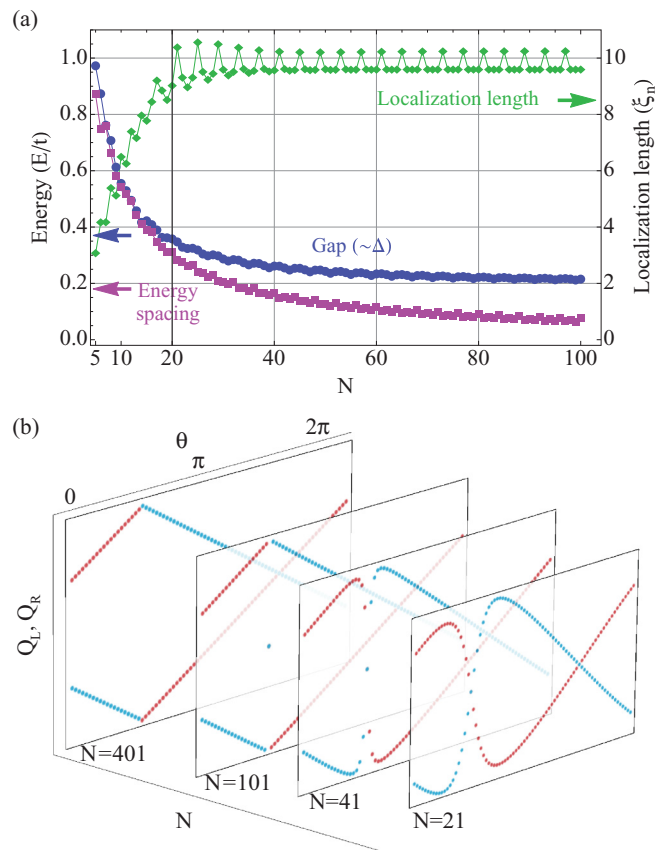 (a)
1.0
0.8
0.6
0.4
0.2
0.0
Energy (E/t)
10
8
6
4
2
0
Localization length (ξn)
Localization length
Gap (~Δ)
Energy
spacing
5 10 20 40 60 80 100
N
(b)
0 θ π 2π
QL, QR
N=401
N=101
N=41
N=21
N